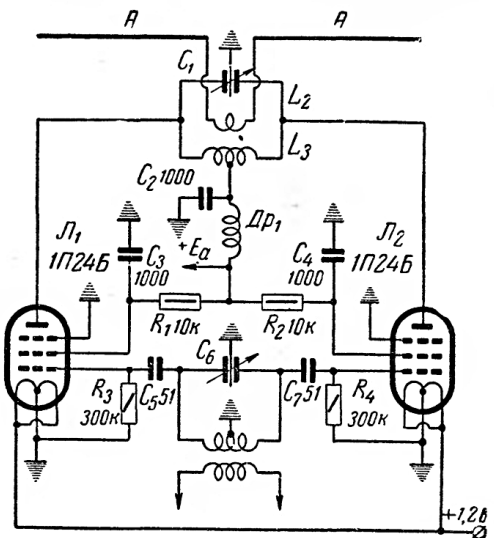 А А
C₁
L₂
L₃
C₂ 1000
Др₁
Л₁
1П24Б
+Eа
Л₂
1П24Б
C₃
1000
C₄
1000
R₁ 10к
R₂ 10к
C₆
R₃
300к
C₅ 51
C₇ 51
R₄
300к
+1,2в